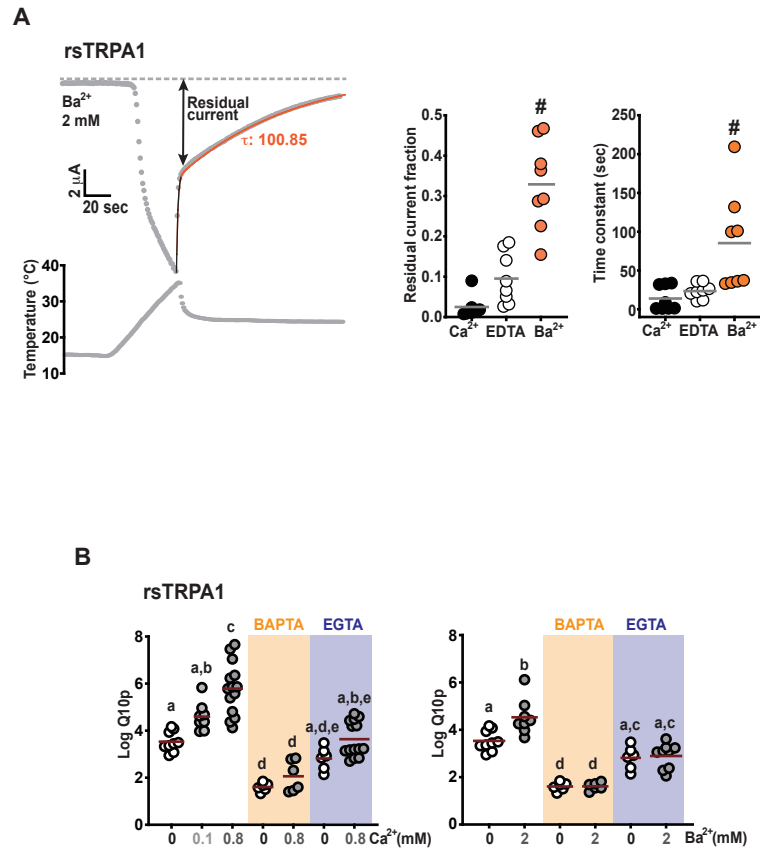 A
rsTRPA1
Ba²⁺
2 mM
Residual
current
τ: 100.85
2 µA
20 sec
Temperature (°C)
40
30
20
10
Residual current fraction
0.5
0.4
0.3
0.2
0.1
0.0
#
Ca²⁺ EDTA Ba²⁺
Time constant (sec)
250
200
150
100
50
0
#
Ca²⁺ EDTA Ba²⁺
B
rsTRPA1
BAPTA EGTA
Log Q10p
8
6
4
2
0
a a,b c d d a,d,e a,b,e
0 0.1 0.8 0 0.8 0 0.8 Ca²⁺(mM)
BAPTA EGTA
Log Q10p
8
6
4
2
0
a b d d a,c a,c
0 2 0 2 0 2 Ba²⁺(mM)